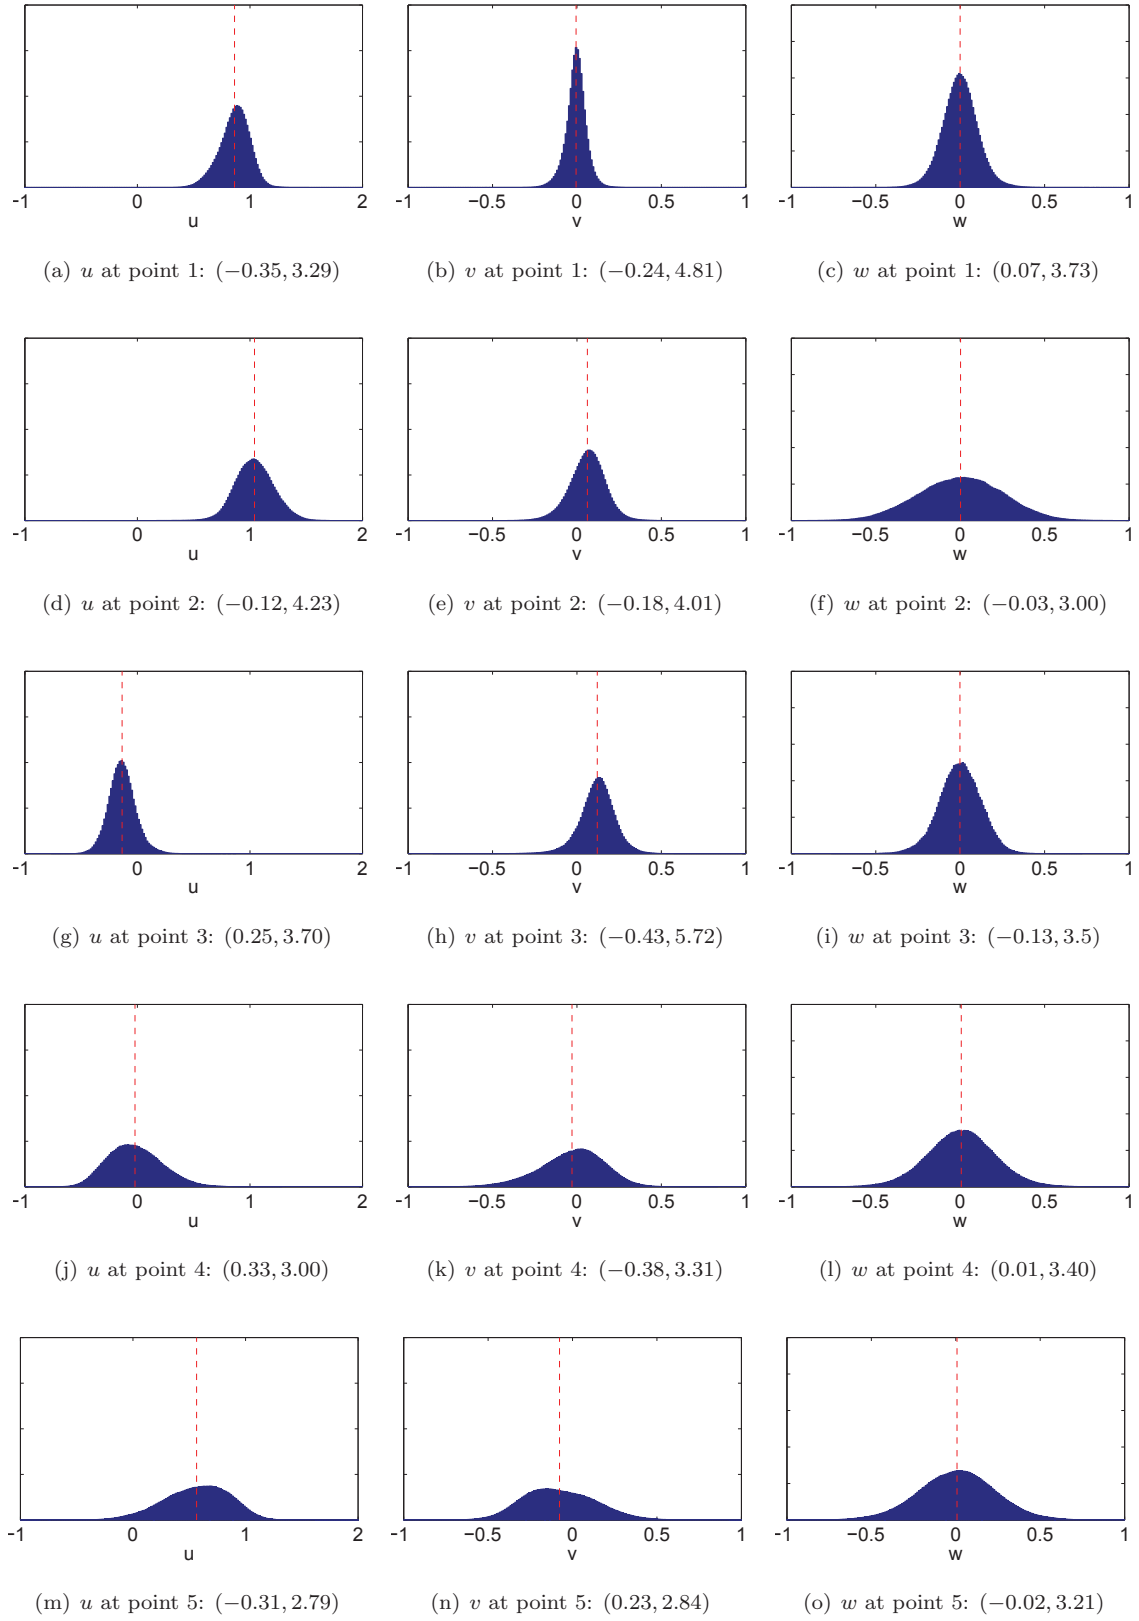 -1 0 1 2
u
-1 −0.5 0 0.5 1
v
-1 −0.5 0 0.5 1
w
(a) u at point 1: (−0.35, 3.29)
(b) v at point 1: (−0.24, 4.81)
(c) w at point 1: (0.07, 3.73)
-1 0 1 2
u
-1 −0.5 0 0.5 1
v
-1 −0.5 0 0.5 1
w
(d) u at point 2: (−0.12, 4.23)
(e) v at point 2: (−0.18, 4.01)
(f) w at point 2: (−0.03, 3.00)
-1 0 1 2
u
-1 −0.5 0 0.5 1
v
-1 −0.5 0 0.5 1
w
(g) u at point 3: (0.25, 3.70)
(h) v at point 3: (−0.43, 5.72)
(i) w at point 3: (−0.13, 3.5)
-1 0 1 2
u
-1 −0.5 0 0.5 1
v
-1 −0.5 0 0.5 1
w
(j) u at point 4: (0.33, 3.00)
(k) v at point 4: (−0.38, 3.31)
(l) w at point 4: (0.01, 3.40)
-1 0 1 2
u
-1 −0.5 0 0.5 1
v
-1 −0.5 0 0.5 1
w
(m) u at point 5: (−0.31, 2.79)
(n) v at point 5: (0.23, 2.84)
(o) w at point 5: (−0.02, 3.21)